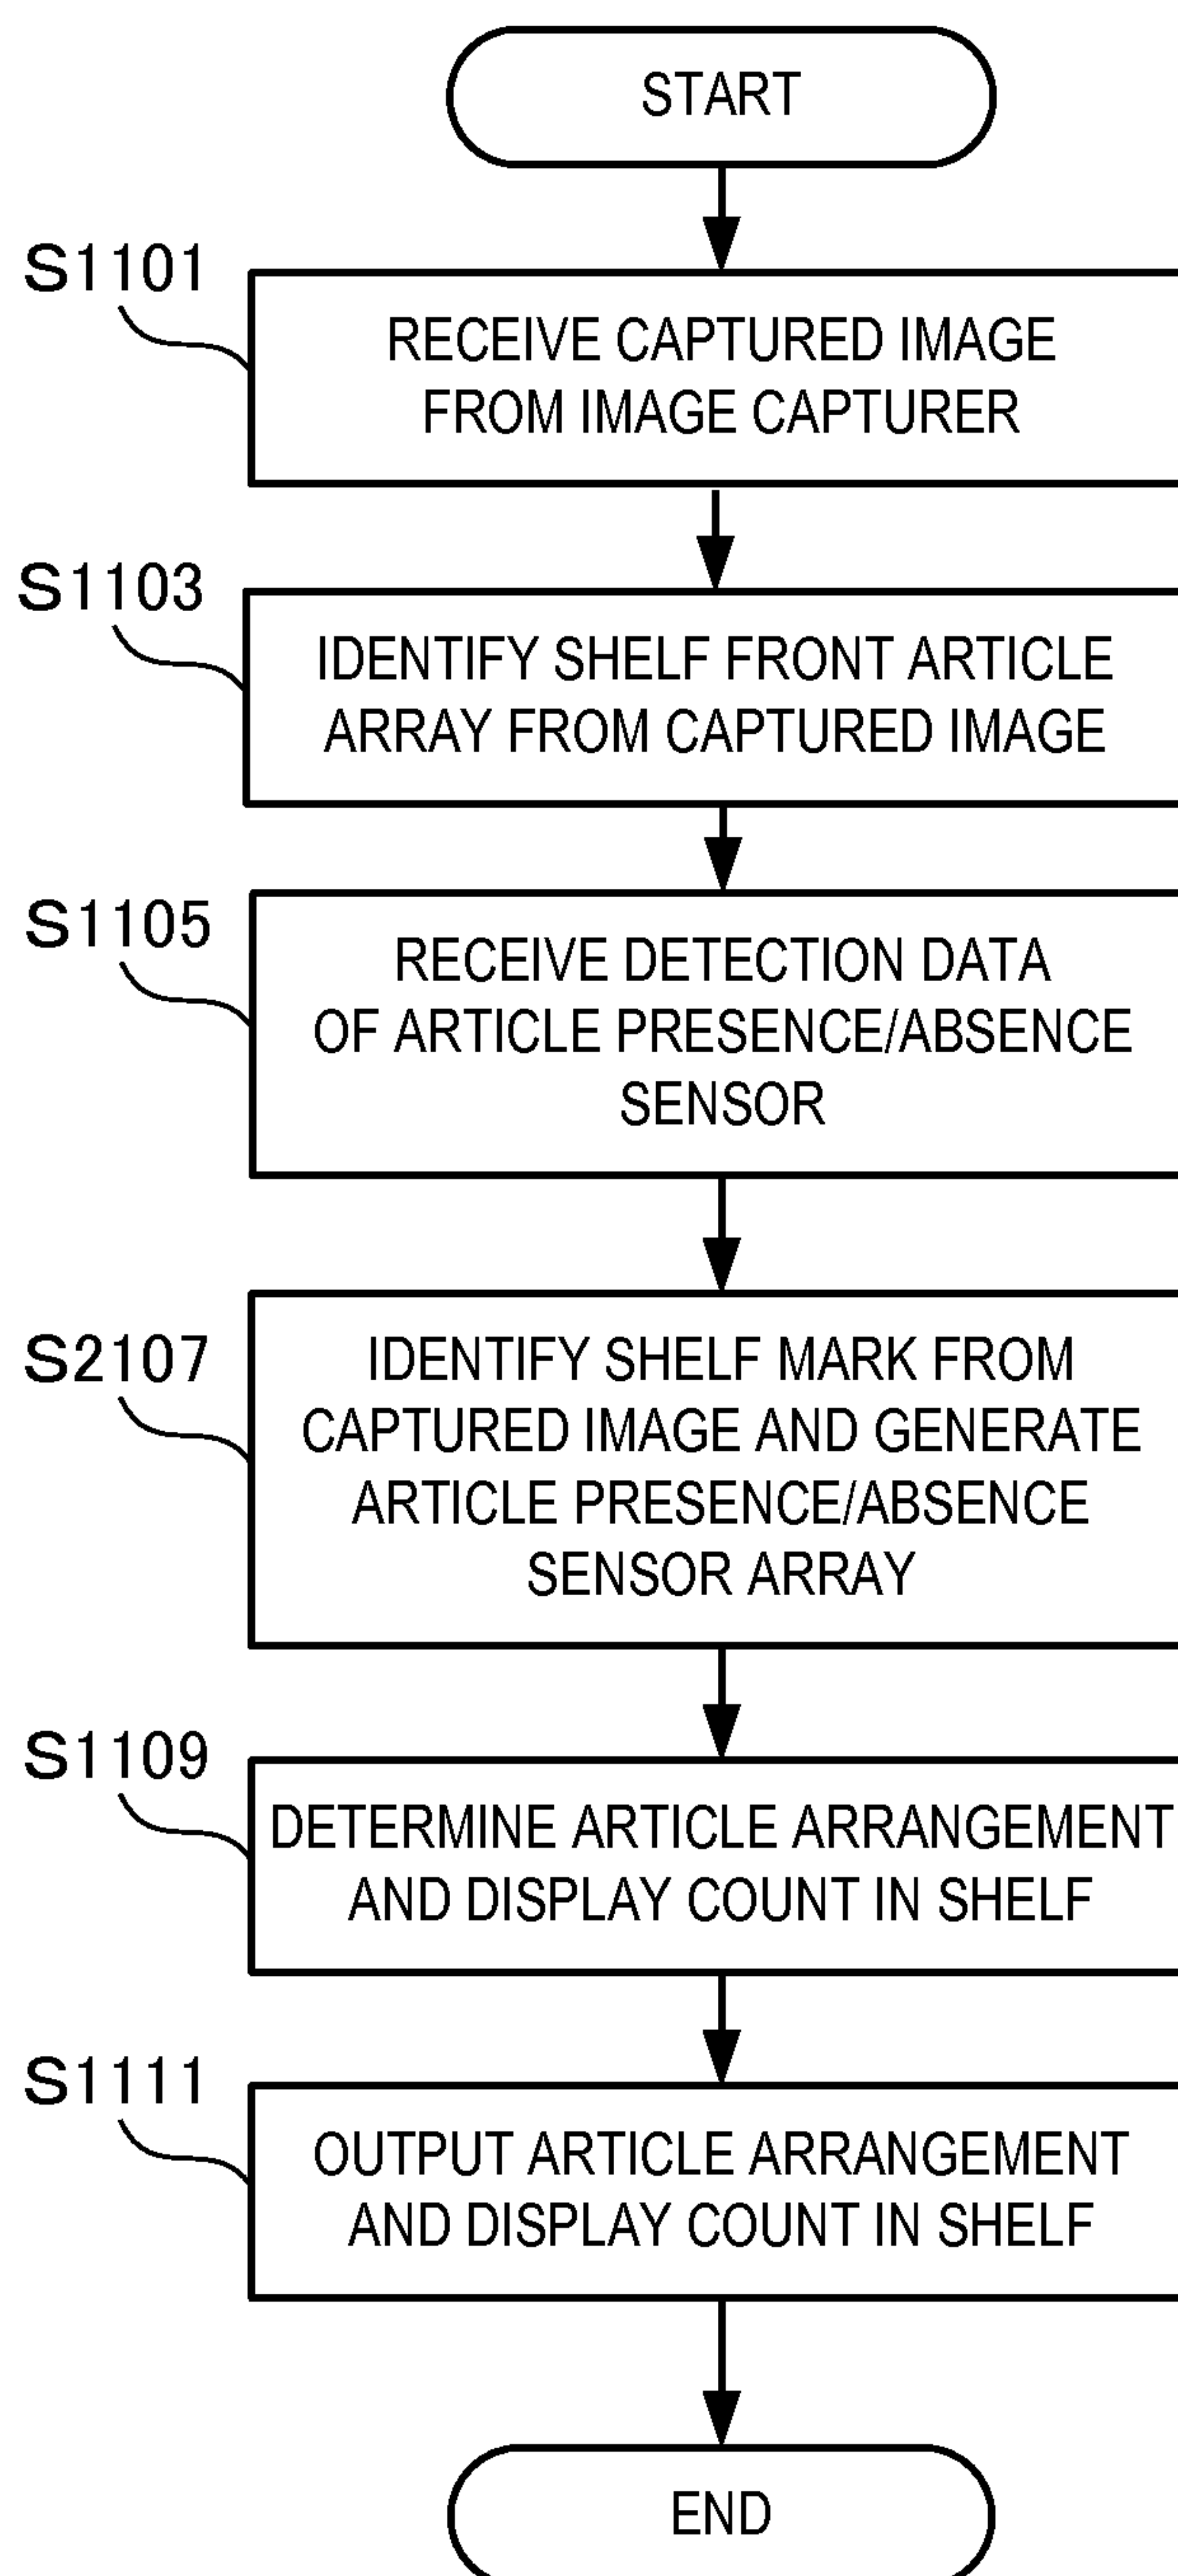 START
S1101
RECEIVE CAPTURED IMAGE
FROM IMAGE CAPTURER
S1103
IDENTIFY SHELF FRONT ARTICLE
ARRAY FROM CAPTURED IMAGE
S1105
RECEIVE DETECTION DATA
OF ARTICLE PRESENCE/ABSENCE
SENSOR
S2107
IDENTIFY SHELF MARK FROM
CAPTURED IMAGE AND GENERATE
ARTICLE PRESENCE/ABSENCE
SENSOR ARRAY
S1109
DETERMINE ARTICLE ARRANGEMENT
AND DISPLAY COUNT IN SHELF
S1111
OUTPUT ARTICLE ARRANGEMENT
AND DISPLAY COUNT IN SHELF
END